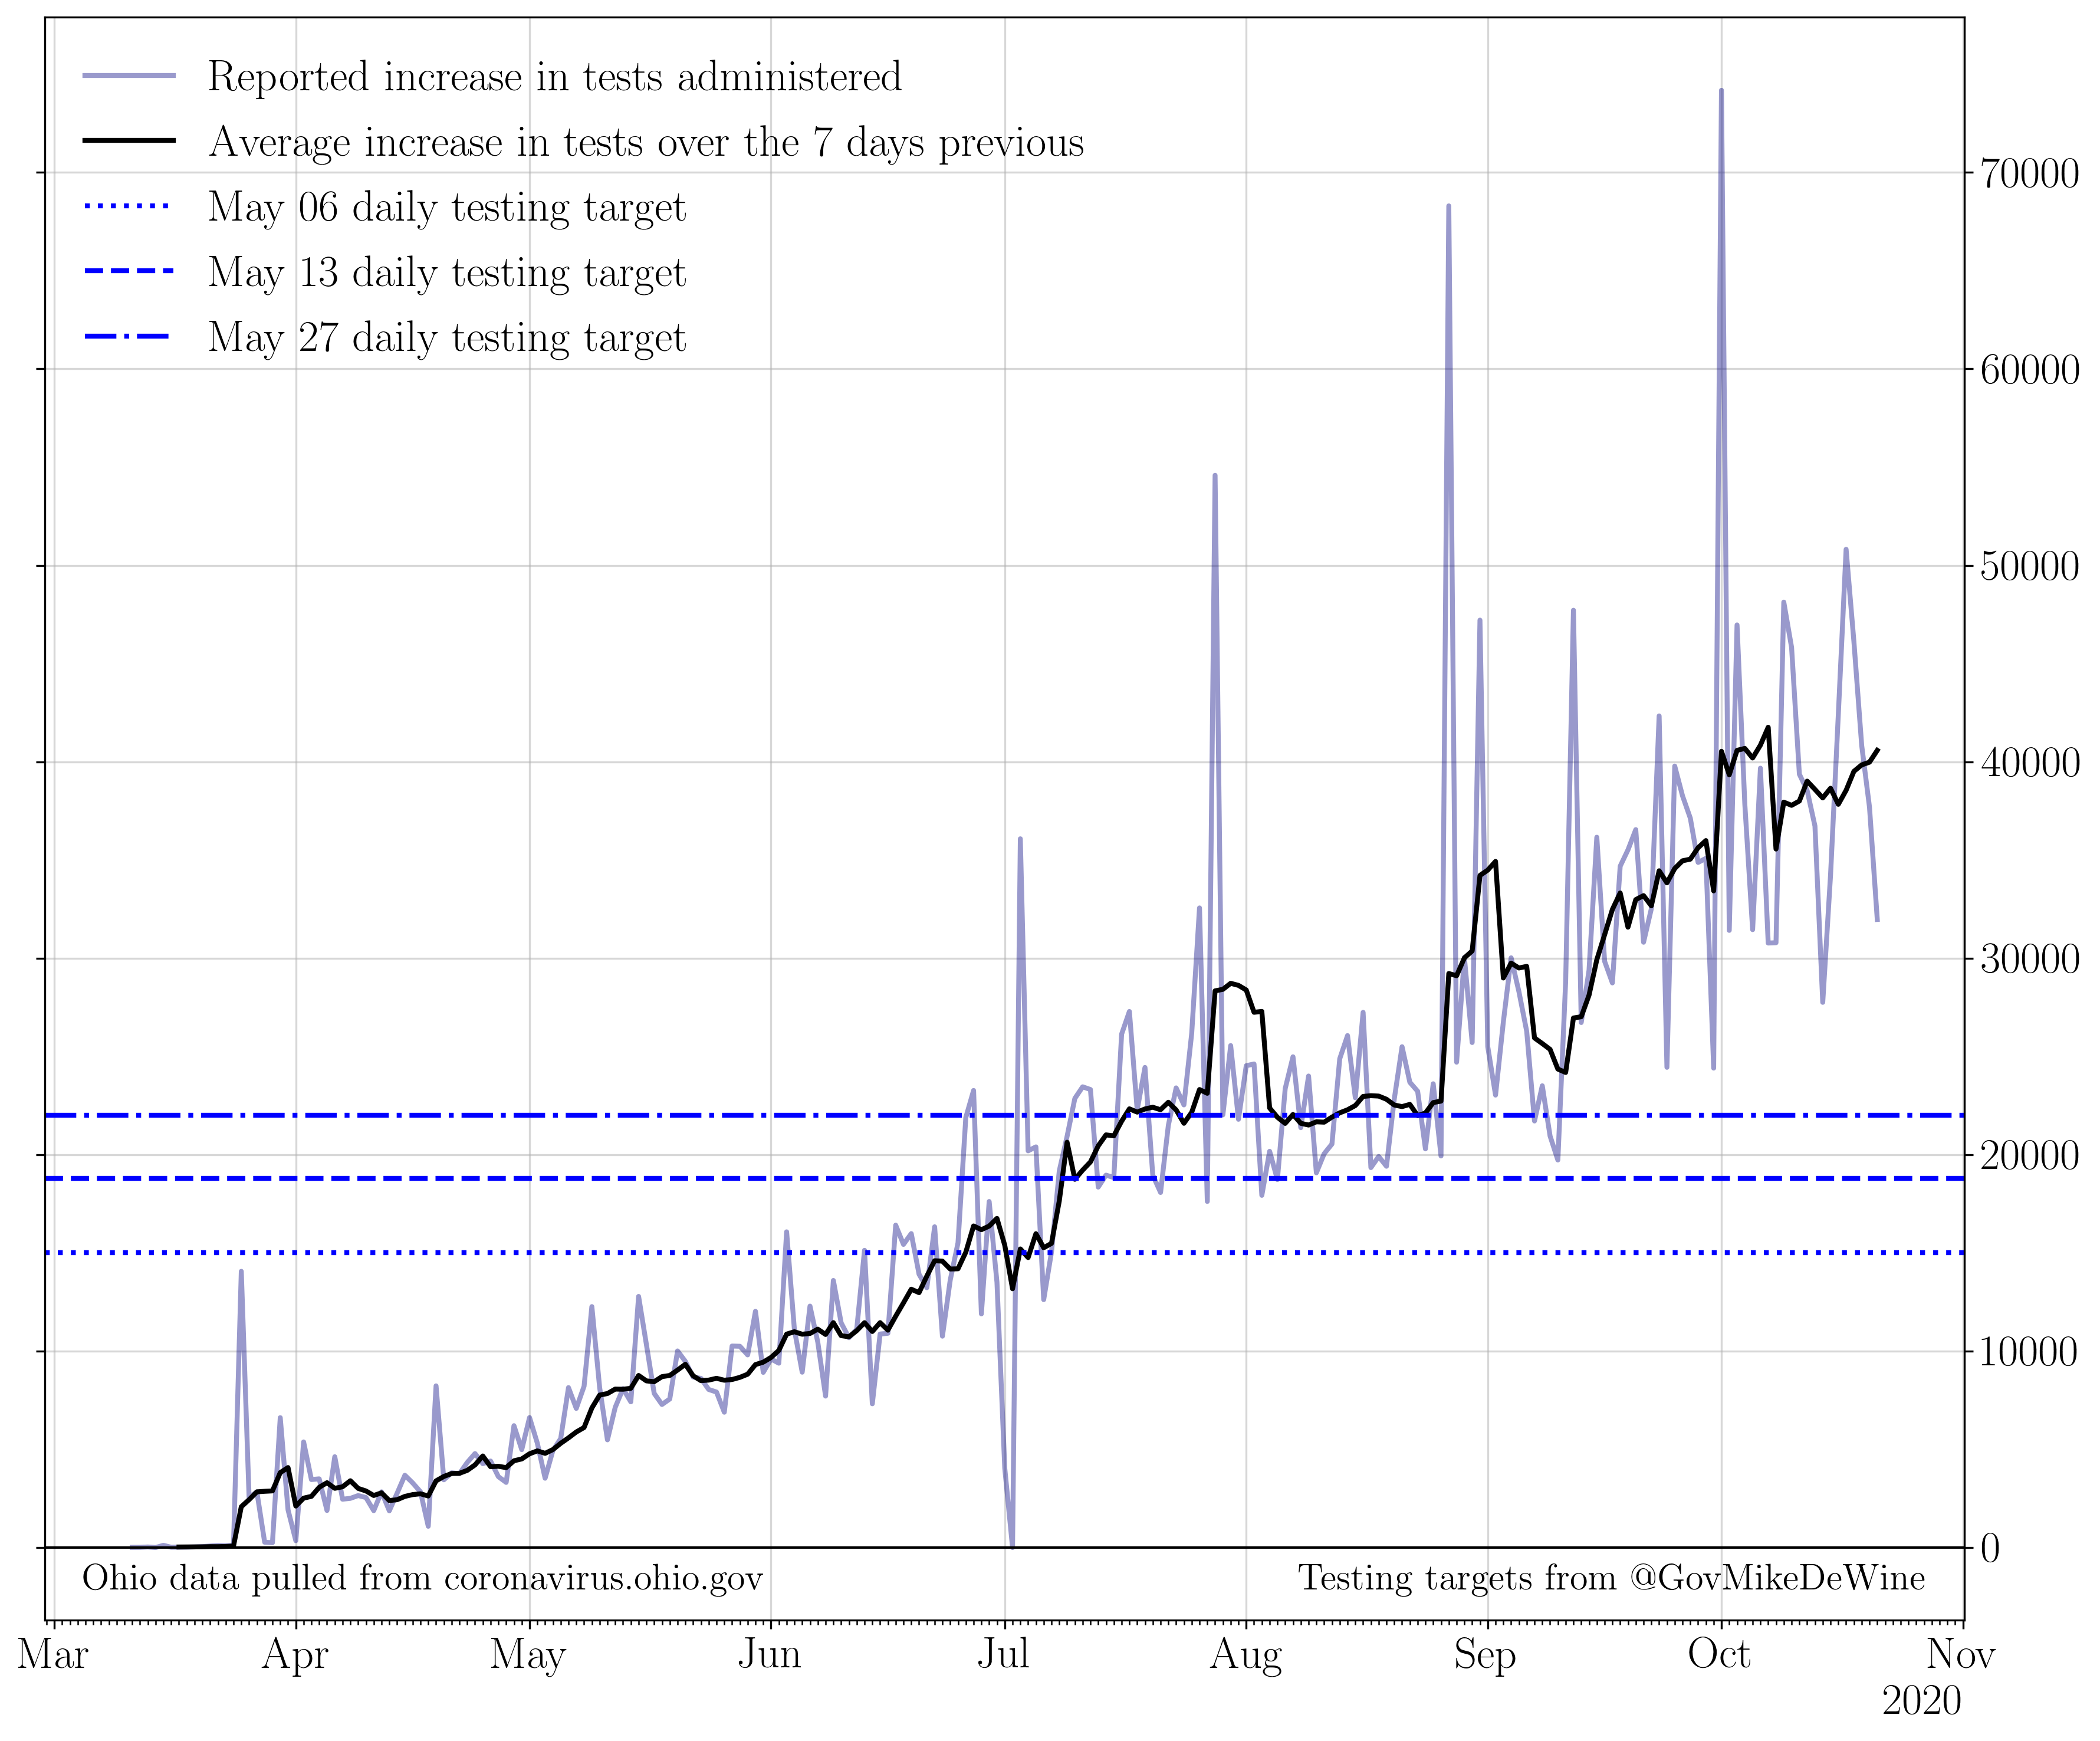 Reported increase in tests administered
Average increase in tests over the 7 days previous
May 06 daily testing target
May 13 daily testing target
May 27 daily testing target
70000
60000
50000
40000
30000
20000
10000
0
Ohio data pulled from coronavirus.ohio.gov
Testing targets from @GovMikeDeWine
Mar Apr May Jun Jul Aug Sep Oct Nov
2020